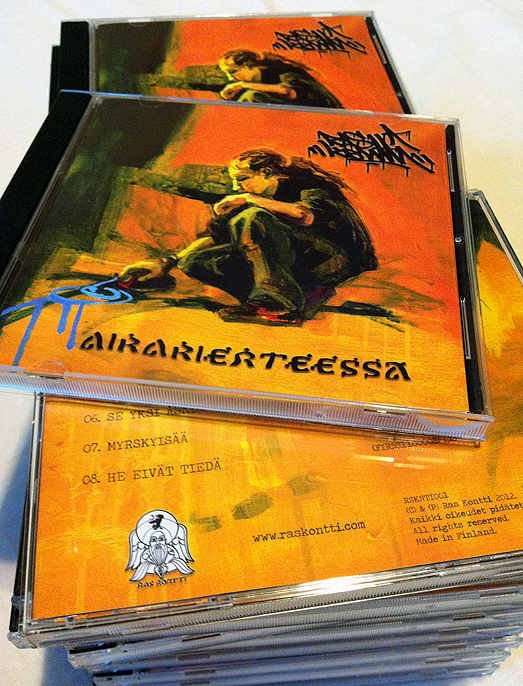 AIKAKIERTEESSA
06. SE YKSI
07. MYRSKYISÄÄ
08. HE EIVÄT TIEDÄ
RAS KONTTI
www.raskontti.com
RSKNT1001
(C) & (P) Ras Kontti 2012.
Kaikki oikeudet pidätet
All rights reserved.
Made in Finland.